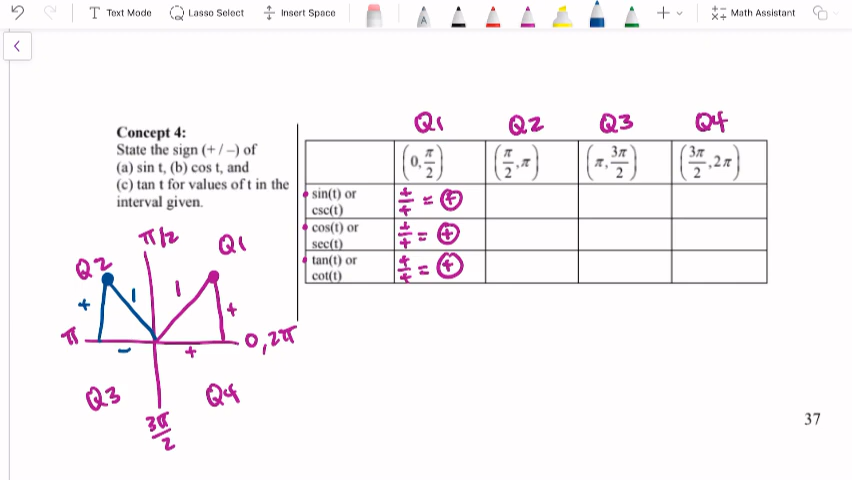 T Text Mode Lasso Select Insert Space A Math Assistant
Q1 Q2 Q3 Q4
Concept 4:
State the sign (+ / –) of
(a) sin t, (b) cos t, and
(c) tan t for values of t in the
interval given.
(0, π/2) (π/2, π) (π, 3π/2) (3π/2, 2π)
sin(t) or
csc(t)
+/+ = +
cos(t) or
sec(t)
+/+ = +
tan(t) or
cot(t)
+/+ = +
π/2
Q2 Q1
+ 1 1 +
π 0, 2π
- +
Q3 Q4
3π/2
37